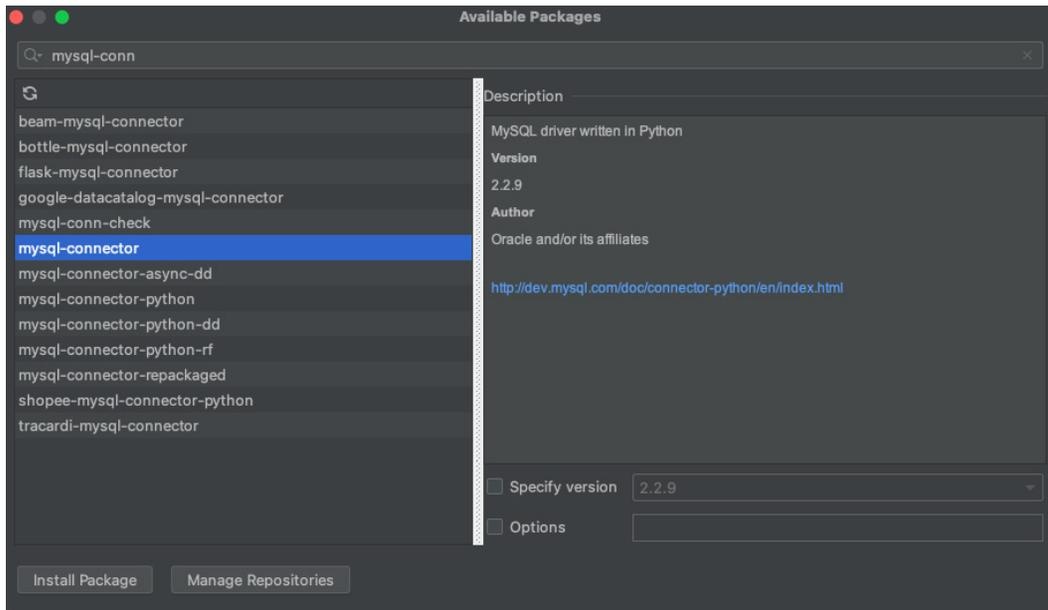 Available Packages
mysql-conn
Description
beam-mysql-connector
bottle-mysql-connector
flask-mysql-connector
google-datacatalog-mysql-connector
mysql-conn-check
mysql-connector
mysql-connector-async-dd
mysql-connector-python
mysql-connector-python-dd
mysql-connector-python-rf
mysql-connector-repackaged
shopee-mysql-connector-python
tracardi-mysql-connector
MySQL driver written in Python
Version
2.2.9
Author
Oracle and/or its affiliates
http://dev.mysql.com/doc/connector-python/en/index.html
Specify version 2.2.9
Options
Install Package Manage Repositories